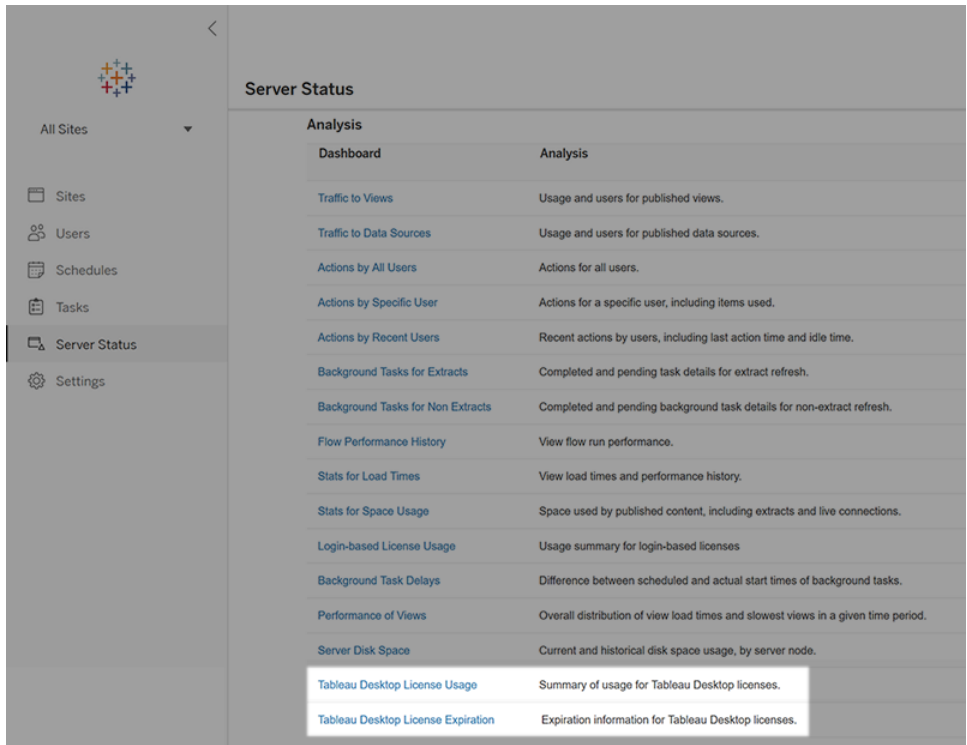 Server Status
All Sites
Sites
Users
Schedules
Tasks
Server Status
Settings
Analysis
Dashboard Analysis
Traffic to Views Usage and users for published views.
Traffic to Data Sources Usage and users for published data sources.
Actions by All Users Actions for all users.
Actions by Specific User Actions for a specific user, including items used.
Actions by Recent Users Recent actions by users, including last action time and idle time.
Background Tasks for Extracts Completed and pending task details for extract refresh.
Background Tasks for Non Extracts Completed and pending background task details for non-extract refresh.
Flow Performance History View flow run performance.
Stats for Load Times View load times and performance history.
Stats for Space Usage Space used by published content, including extracts and live connections.
Login-based License Usage Usage summary for login-based licenses
Background Task Delays Difference between scheduled and actual start times of background tasks.
Performance of Views Overall distribution of view load times and slowest views in a given time period.
Server Disk Space Current and historical disk space usage, by server node.
Tableau Desktop License Usage Summary of usage for Tableau Desktop licenses.
Tableau Desktop License Expiration Expiration information for Tableau Desktop licenses.